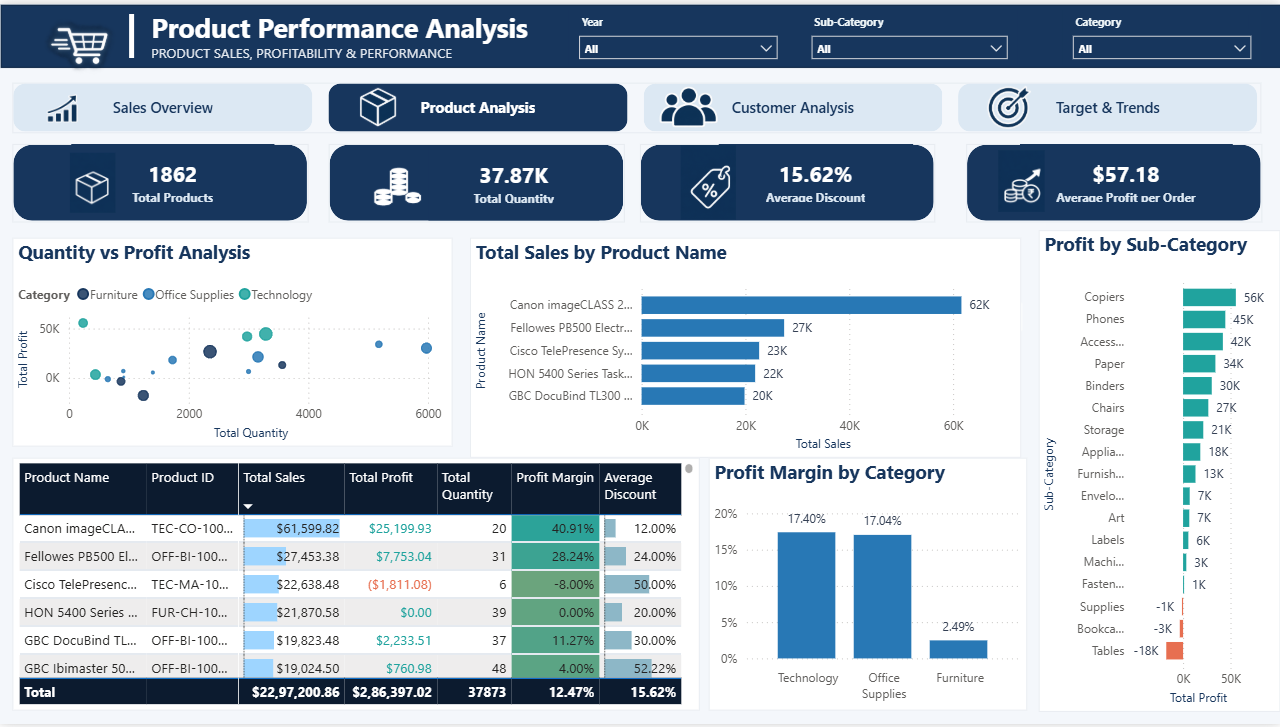 Product Performance Analysis
PRODUCT SALES, PROFITABILITY & PERFORMANCE
Year
All
Sub-Category
All
Category
All
Sales Overview
Product Analysis
Customer Analysis
Target & Trends
1862
Total Products
37.87K
Total Quantity
15.62%
Average Discount
$57.18
Average Profit per Order
Quantity vs Profit Analysis
Category Furniture Office Supplies Technology
Total Profit
50K
0K
0 2000 4000 6000
Total Quantity
Total Sales by Product Name
Product Name
Canon imageCLASS 2... 62K
Fellowes PB500 Electr... 27K
Cisco TelePresence Sy... 23K
HON 5400 Series Task... 22K
GBC DocuBind TL300 ... 20K
0K 20K 40K 60K
Total Sales
Profit by Sub-Category
Sub-Category
Copiers 56K
Phones 45K
Access... 42K
Paper 34K
Binders 30K
Chairs 27K
Storage 21K
Applia... 18K
Furnish... 13K
Envelo... 7K
Art 7K
Labels 6K
Machi... 3K
Fasten... 1K
Supplies -1K
Bookca... -3K
Tables -18K
0K 50K
Total Profit
Product Name Product ID Total Sales Total Profit Total Quantity Profit Margin Average Discount
Canon imageCLA... TEC-CO-100... $61,599.82 $25,199.93 20 40.91% 12.00%
Fellowes PB500 El... OFF-BI-100... $27,453.38 $7,753.04 31 28.24% 24.00%
Cisco TelePresenc... TEC-MA-10... $22,638.48 ($1,811.08) 6 -8.00% 50.00%
HON 5400 Series ... FUR-CH-10... $21,870.58 $0.00 39 0.00% 20.00%
GBC DocuBind TL... OFF-BI-100... $19,823.48 $2,233.51 37 11.27% 30.00%
GBC Ibimaster 50... OFF-BI-100... $19,024.50 $760.98 48 4.00% 52.22%
Total $22,97,200.86 $2,86,397.02 37873 12.47% 15.62%
Profit Margin by Category
20%
15%
10%
5%
0%
17.40%
17.04%
2.49%
Technology
Office
Supplies
Furniture